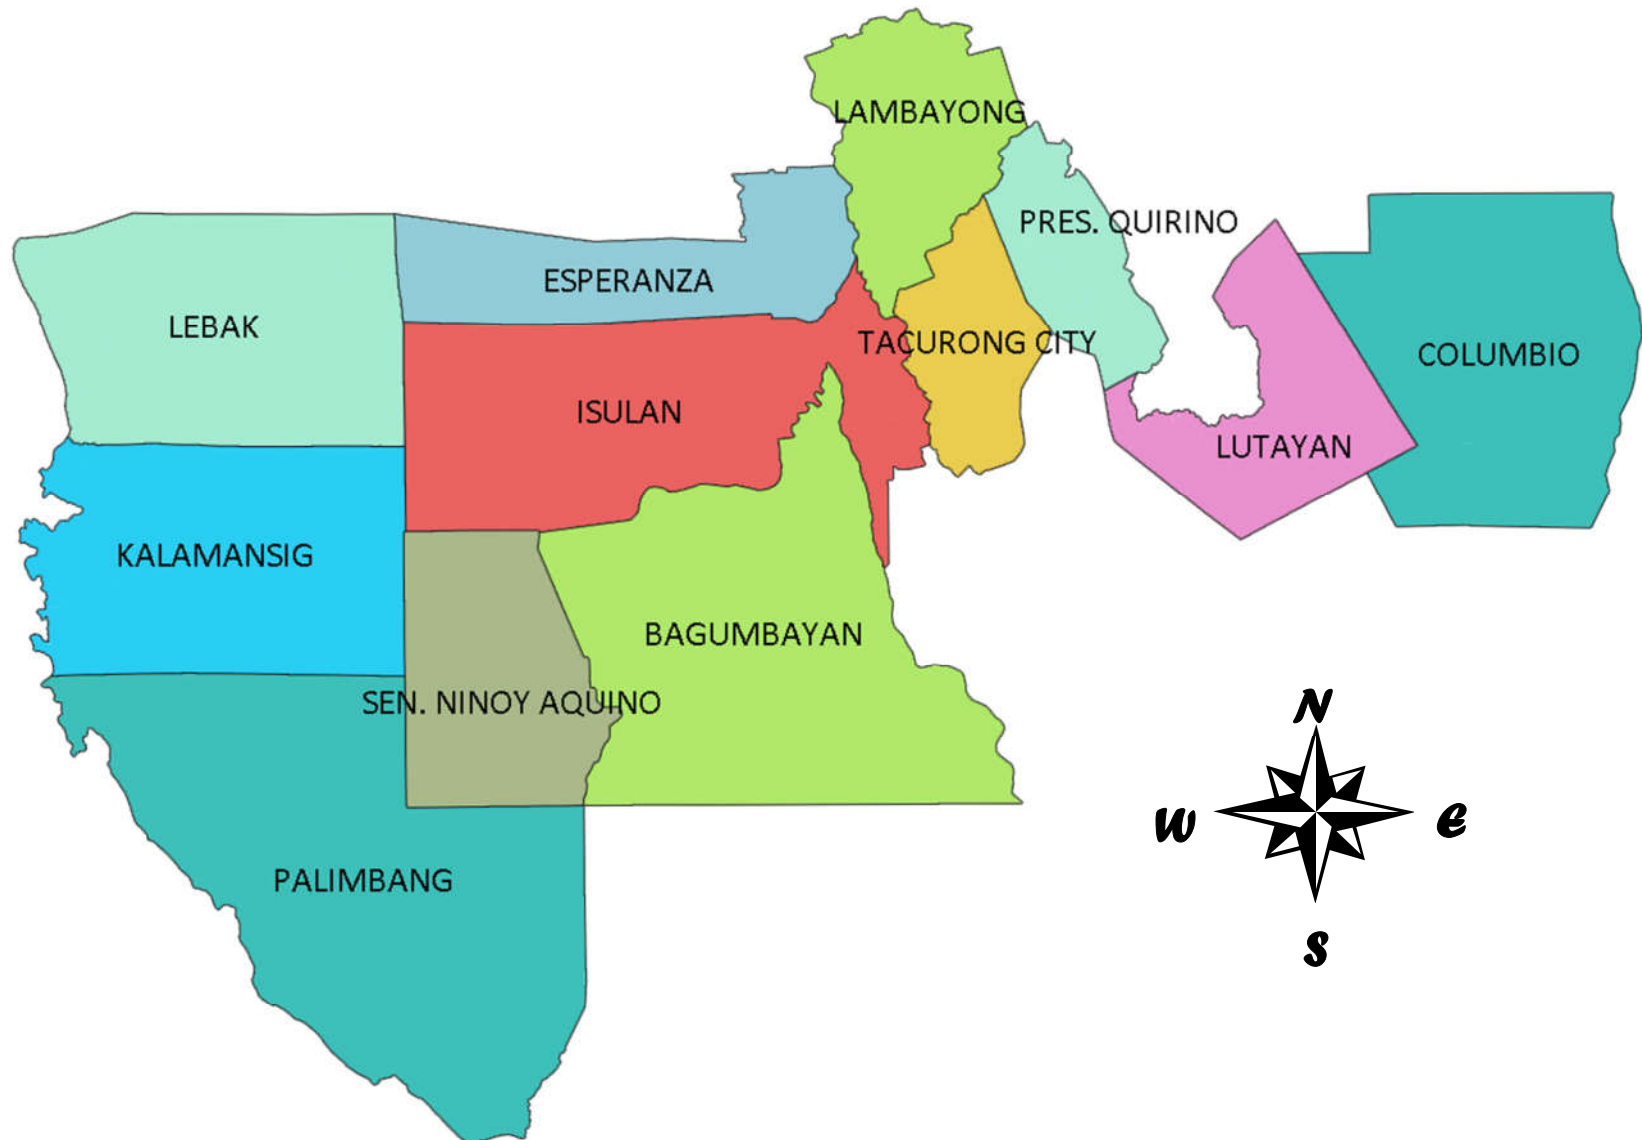 LAMBAYONG
PRES. QUIRINO
ESPERANZA
LEBAK
TACURONG CITY
COLUMBIO
ISULAN
LUTAYAN
KALAMANSIG
BAGUMBAYAN
SEN. NINOY AQUINO
PALIMBANG
N
W
E
S